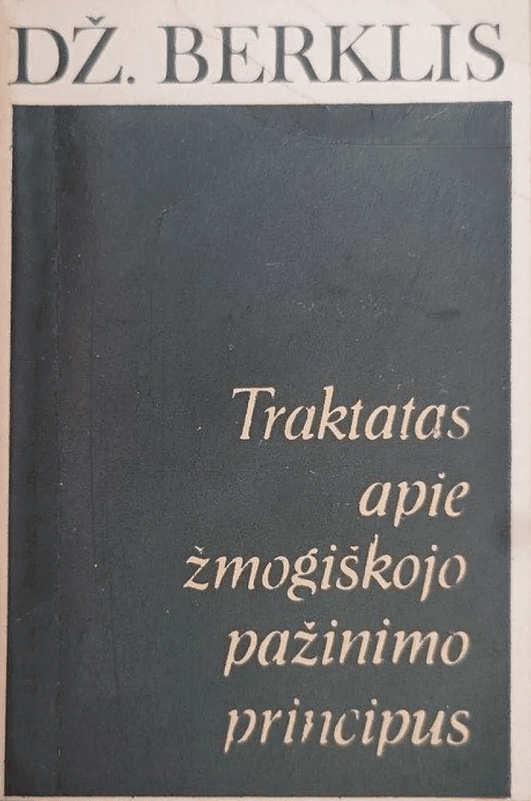 DŽ. BERKLIS
Traktatas
apie
žmogiškojo
pažinimo
principus